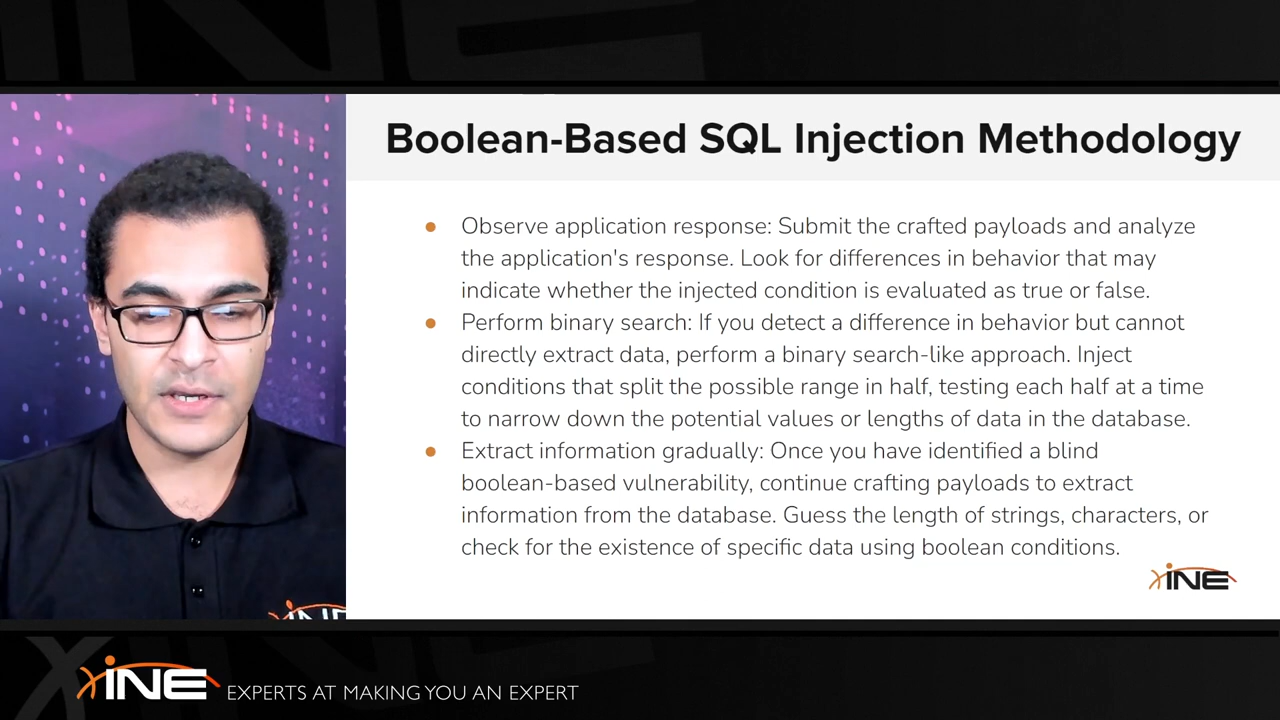 Boolean-Based SQL Injection Methodology
● Observe application response: Submit the crafted payloads and analyze
the application's response. Look for differences in behavior that may
indicate whether the injected condition is evaluated as true or false.
● Perform binary search: If you detect a difference in behavior but cannot
directly extract data, perform a binary search-like approach. Inject
conditions that split the possible range in half, testing each half at a time
to narrow down the potential values or lengths of data in the database.
● Extract information gradually: Once you have identified a blind
boolean-based vulnerability, continue crafting payloads to extract
information from the database. Guess the length of strings, characters, or
check for the existence of specific data using boolean conditions.
INE
INE
INE EXPERTS AT MAKING YOU AN EXPERT